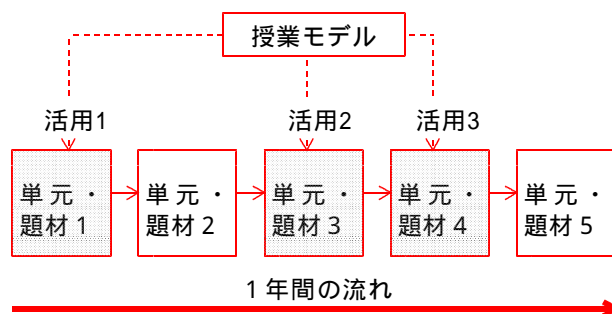 授業モデル
活用1
活用2
活用3
単元・
題材1
単元・
題材2
単元・
題材3
単元・
題材4
単元・
題材5
1年間の流れ